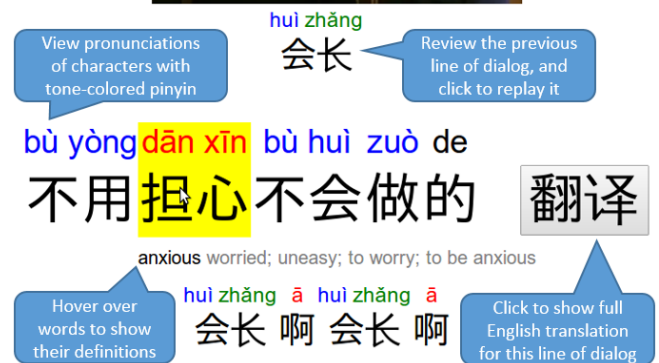 huì zhǎng
会长
View pronunciations
of characters with
tone-colored pinyin
Review the previous
line of dialog, and
click to replay it
bù yòng dān xīn bù huì zuò de
不用担心不会做的
翻译
anxious worried; uneasy; to worry; to be anxious
Hover over
words to show
their definitions
huì zhǎng ā huì zhǎng ā
会长 啊 会长 啊
Click to show full
English translation
for this line of dialog